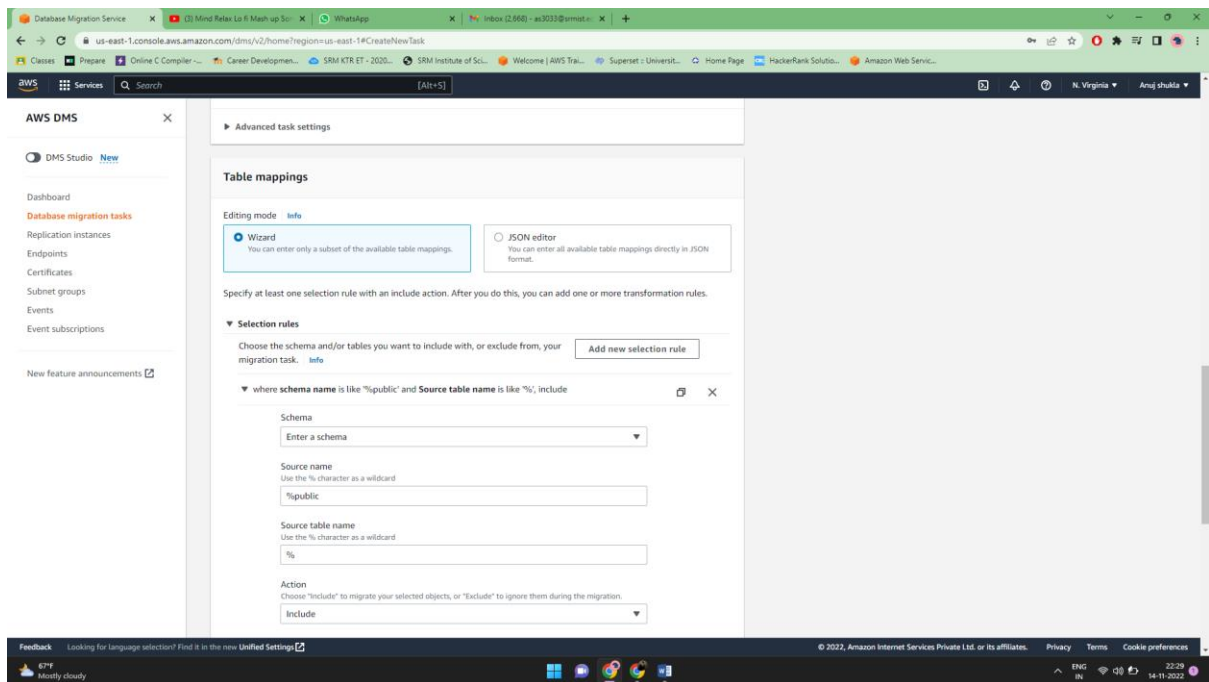 Database Migration Service
(3) Mind Relax Lo fi Mash up Son
WhatsApp
Inbox (2,668) - as3033@srmist.ec
us-east-1.console.aws.amazon.com/dms/v2/home?region=us-east-1#CreateNewTask
Classes
Prepare
Online C Compiler -...
Career Developmen...
SRM KTR ET - 2020...
SRM Institute of Sci...
Welcome | AWS Trai...
Superset :: Universit...
Home Page
HackerRank Solutio...
Amazon Web Servic...
aws
Services
Search
[Alt+S]
N. Virginia
Anuj shukla
AWS DMS
DMS Studio New
Dashboard
Database migration tasks
Replication instances
Endpoints
Certificates
Subnet groups
Events
Event subscriptions
New feature announcements
Advanced task settings
Table mappings
Editing mode Info
Wizard
You can enter only a subset of the available table mappings.
JSON editor
You can enter all available table mappings directly in JSON
format.
Specify at least one selection rule with an include action. After you do this, you can add one or more transformation rules.
Selection rules
Choose the schema and/or tables you want to include with, or exclude from, your
migration task. Info
Add new selection rule
where schema name is like '%public' and Source table name is like '%', include
Schema
Enter a schema
Source name
Use the % character as a wildcard
%public
Source table name
Use the % character as a wildcard
%
Action
Choose "Include" to migrate your selected objects, or "Exclude" to ignore them during the migration.
Include
Feedback
Looking for language selection? Find it in the new Unified Settings
© 2022, Amazon Internet Services Private Ltd. or its affiliates.
Privacy
Terms
Cookie preferences
67°F
Mostly cloudy
ENG
IN
22:29
14-11-2022